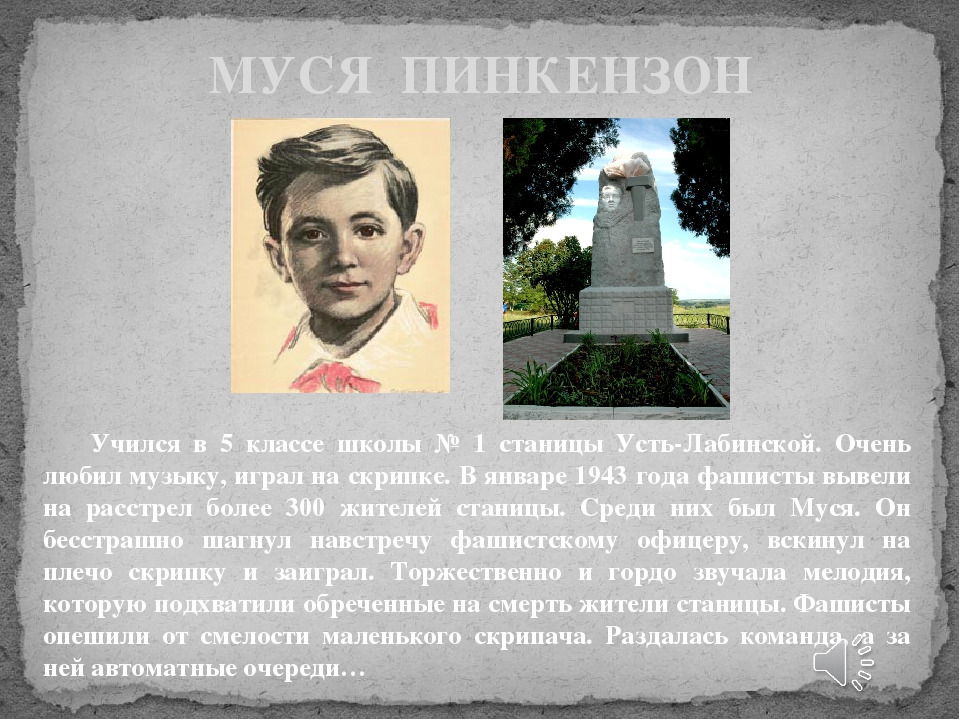 МУСЯ ПИНКЕНЗОН
Учился в 5 классе школы № 1 станицы Усть-Лабинской. Очень
любил музыку, играл на скрипке. В январе 1943 года фашисты вывели
на расстрел более 300 жителей станицы. Среди них был Муся. Он
бесстрашно шагнул навстречу фашистскому офицеру, вскинул на
плечо скрипку и заиграл. Торжественно и гордо звучала мелодия,
которую подхватили обреченные на смерть жители станицы. Фашисты
опешили от смелости маленького скрипача. Раздалась команда, а за
ней автоматные очереди…